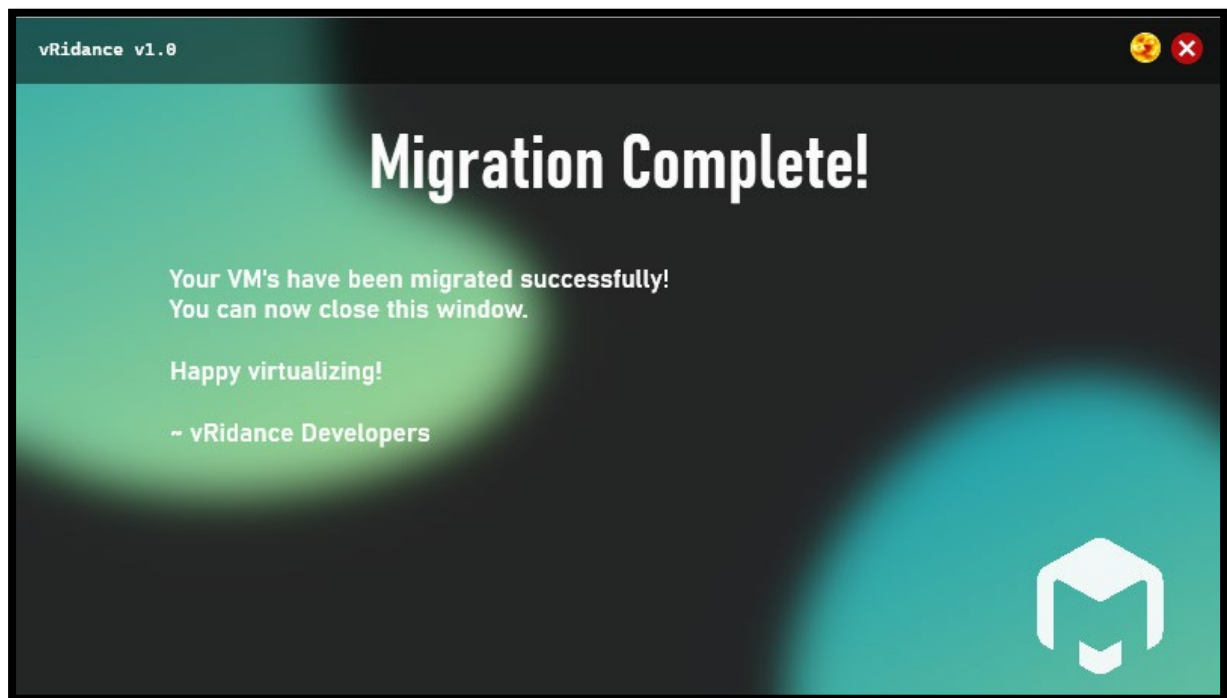 vRidance v1.0
Migration Complete!
Your VM's have been migrated successfully!
You can now close this window.
Happy virtualizing!
~ vRidance Developers